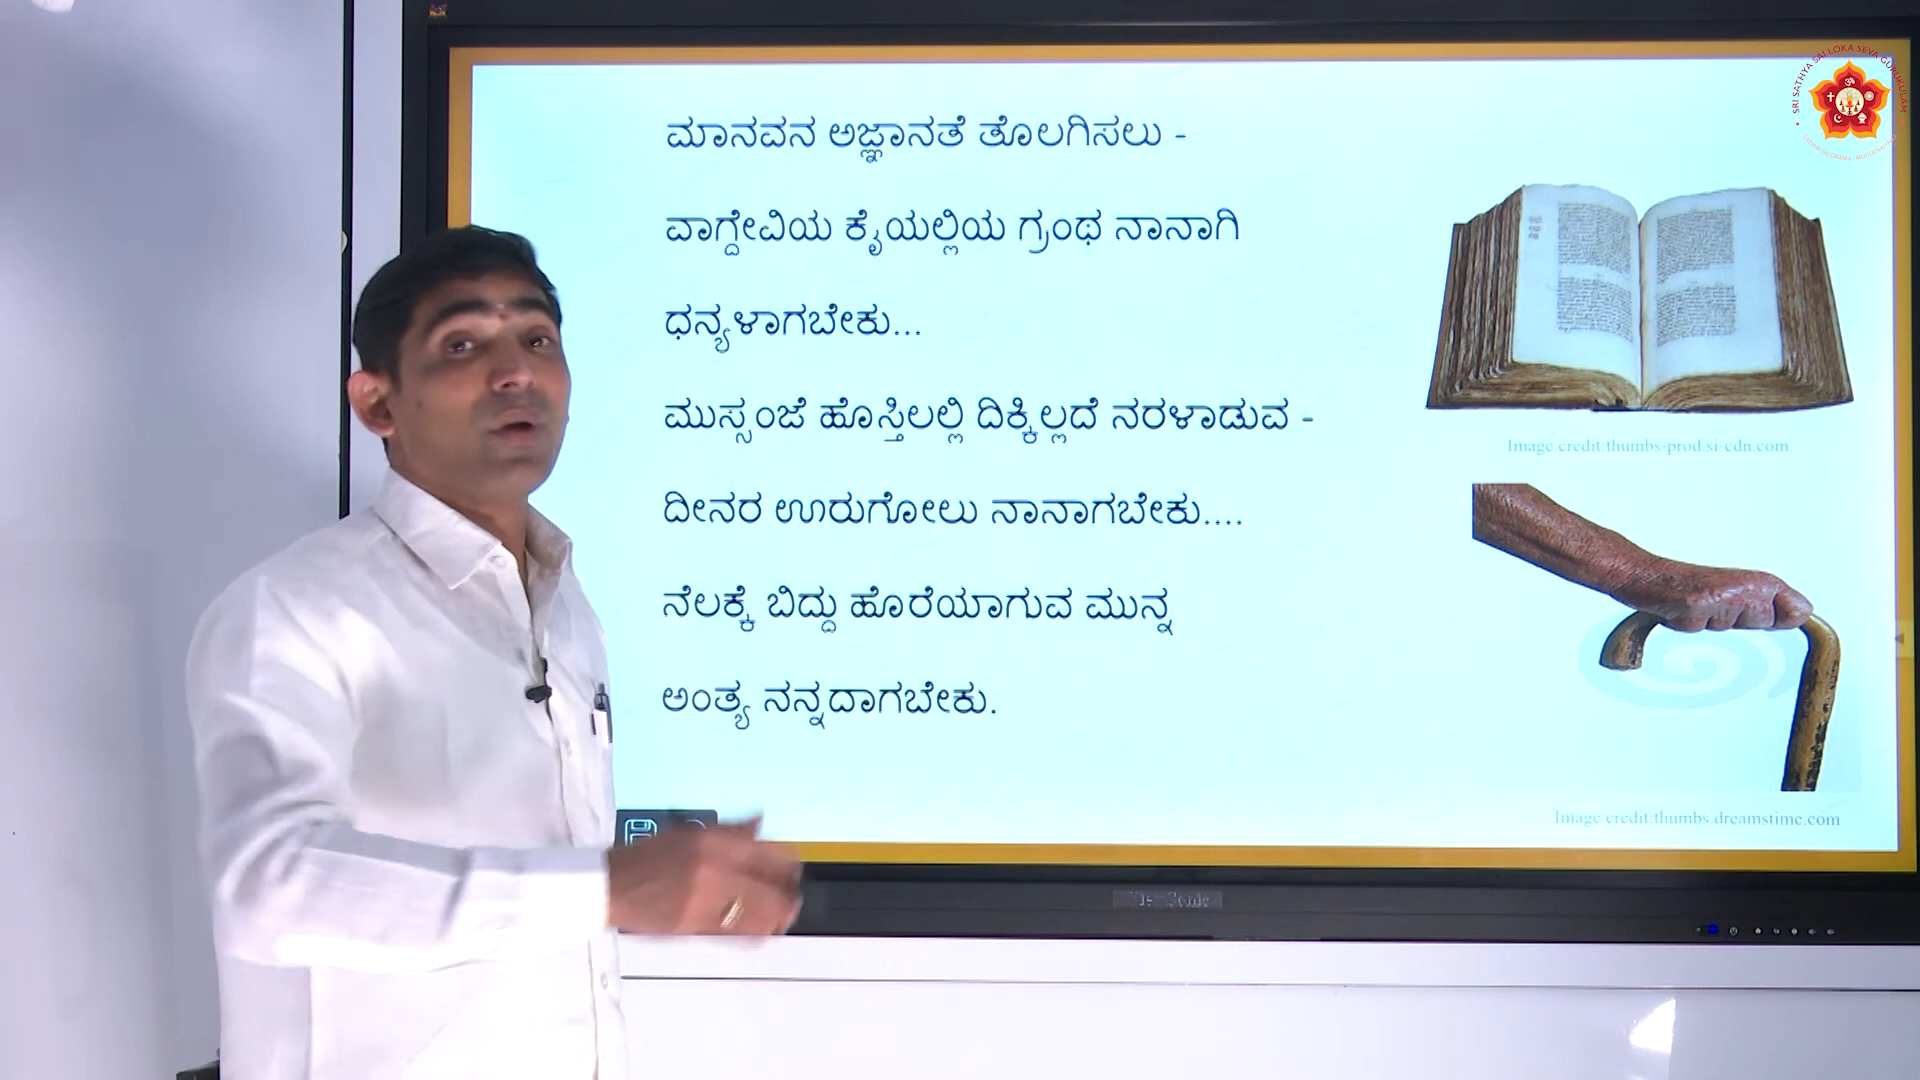 ಮಾನವನ ಅಜ್ಞಾನತೆ ತೊಲಗಿಸಲು -
ವಾಗ್ದೇವಿಯ ಕೈಯಲ್ಲಿಯ ಗ್ರಂಥ ನಾನಾಗಿ
ಧನ್ಯಳಾಗಬೇಕು...
ಮುಸ್ಸಂಜೆ ಹೊಸ್ತಿಲಲ್ಲಿ ದಿಕ್ಕಿಲ್ಲದೆ ನರಳಾಡುವ -
ದೀನರ ಊರುಗೋಲು ನಾನಾಗಬೇಕು....
ನೆಲಕ್ಕೆ ಬಿದ್ದು ಹೊರೆಯಾಗುವ ಮುನ್ನ
ಅಂತ್ಯ ನನ್ನದಾಗಬೇಕು.
Image credit:thumbs-prod.si-cdn.com
Image credit:thumbs.dreamstime.com
SRI SATHYA SAI LOKA SEVA GURUKULAM